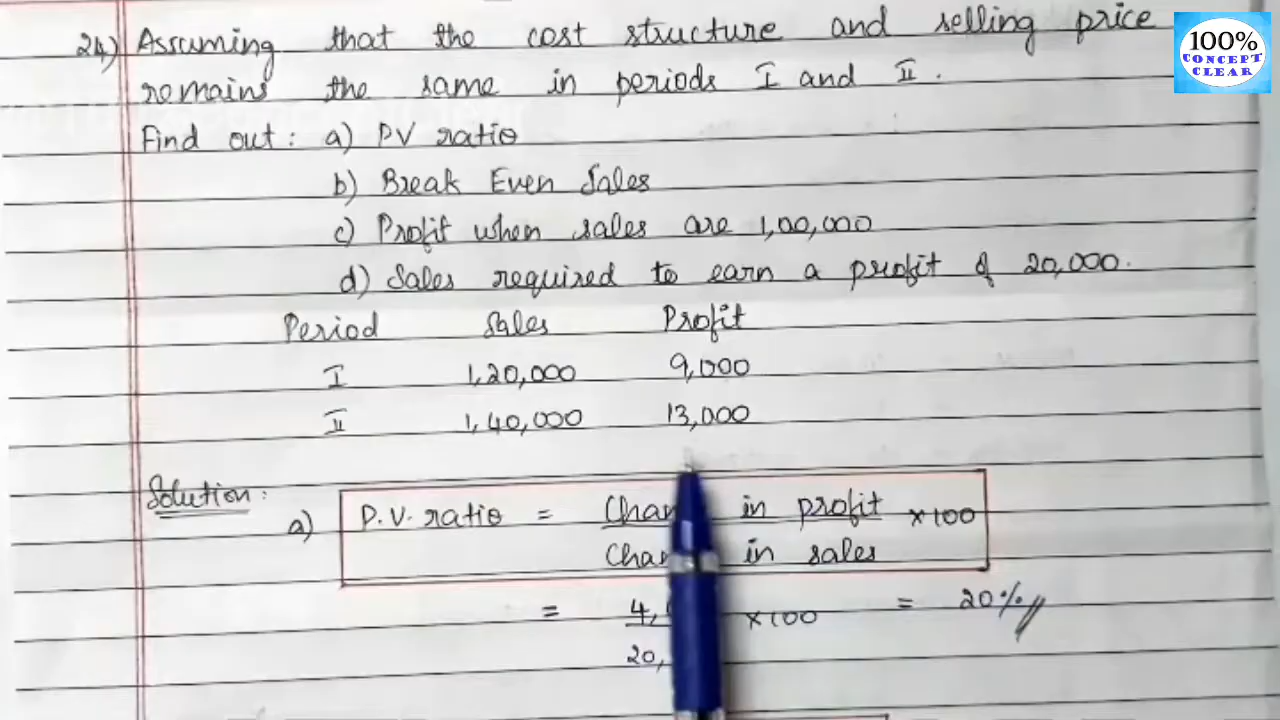 24) Assuming that the cost structure and selling price
remains the same in periods I and II.
Find out: a) PV ratio
b) Break Even Sales
c) Profit when sales are 1,00,000
d) Sales required to earn a profit of 20,000.
Period Sales Profit
I 1,20,000 9,000
II 1,40,000 13,000
Solution:
a) P.V. ratio = in profit × 100
in sales
= 4, ×100 = 20%
20,
100%
CONCEPT
CLEAR